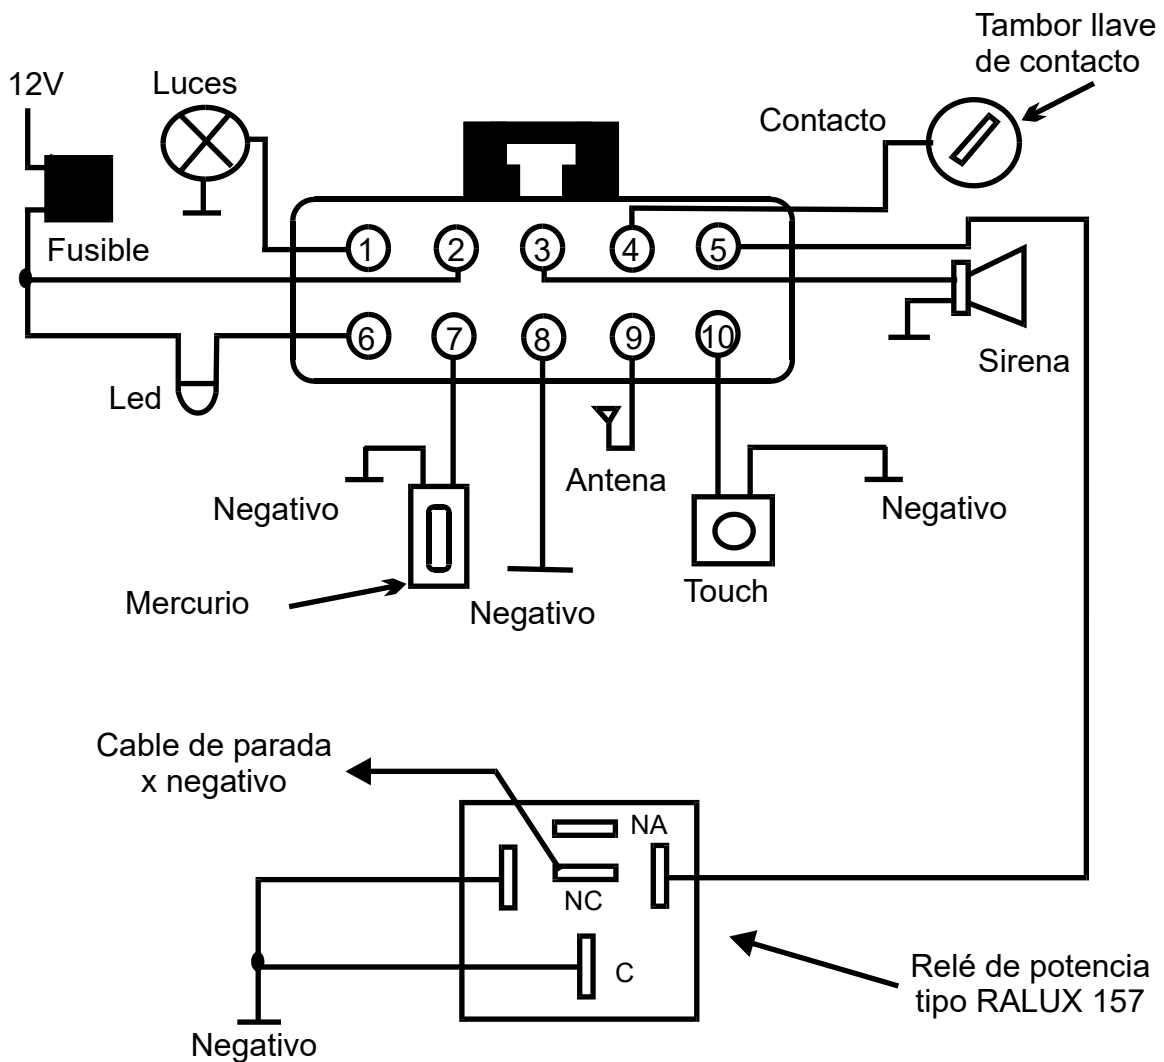 Tambor llave
de contacto
12V
Luces
Contacto
Fusible
1
2
3
4
5
6
7
8
9
10
Sirena
Led
Antena
Negativo
Negativo
Touch
Mercurio
Negativo
Cable de parada
x negativo
NA
NC
C
Relé de potencia
tipo RALUX 157
Negativo